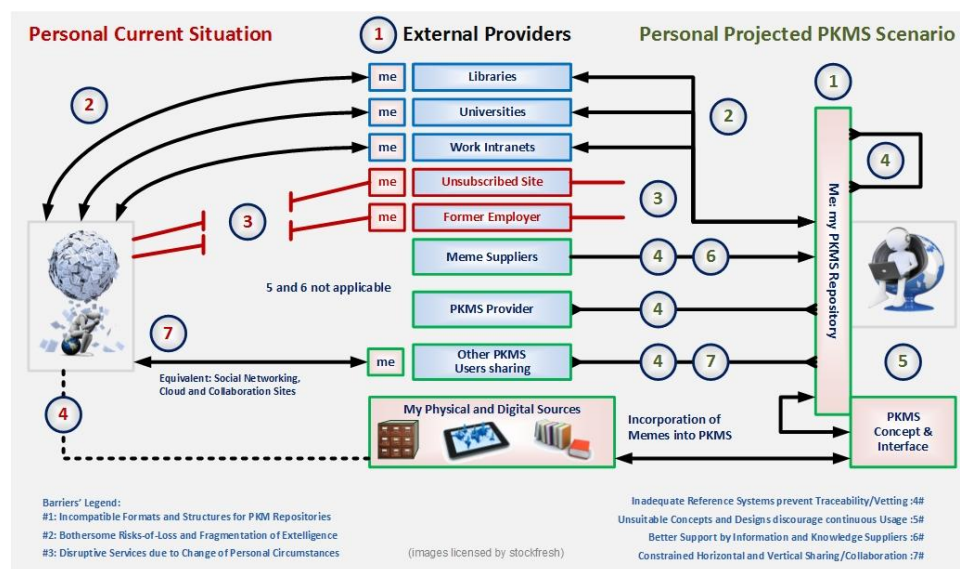 Personal Current Situation
1 External Providers
Personal Projected PKMS Scenario
1
me Libraries
2
2
me Universities
me Work Intranets
4
me Unsubscribed Site
3
3
me Former Employer
Me: my PKMS Repository
Meme Suppliers
4 6
5 and 6 not applicable
PKMS Provider
4
7
me Other PKMS
Users sharing
4 7
5
Equivalent: Social Networking,
Cloud and Collaboration Sites
4
My Physical and Digital Sources
Incorporation of
Memes into PKMS
PKMS
Concept &
Interface
Barriers' Legend:
#1: Incompatible Formats and Structures for PKM Repositories
#2: Bothersome Risks-of-Loss and Fragmentation of Extelligence
#3: Disruptive Services due to Change of Personal Circumstances
(images licensed by stockfresh)
Inadequate Reference Systems prevent Traceability/Vetting :4#
Unsuitable Concepts and Designs discourage continuous Usage :5#
Better Support by Information and Knowledge Suppliers :6#
Constrained Horizontal and Vertical Sharing/Collaboration :7#